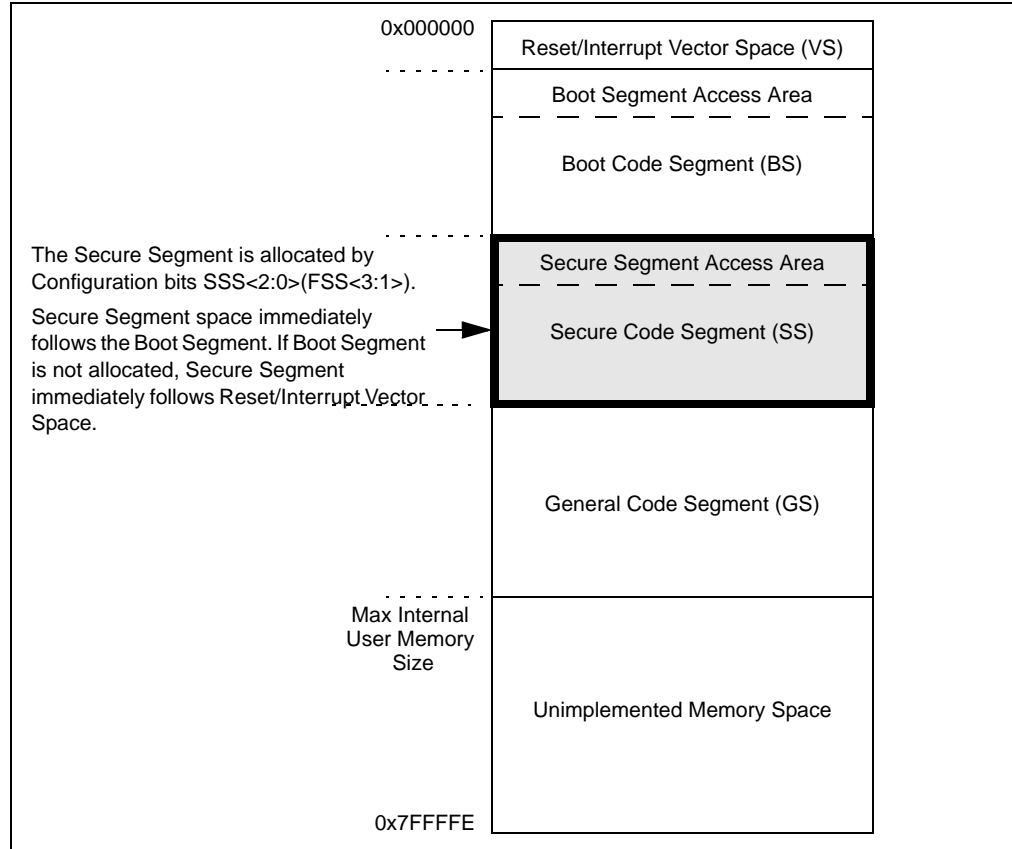 0x000000
Reset/Interrupt Vector Space (VS)
Boot Segment Access Area
Boot Code Segment (BS)
The Secure Segment is allocated by
Configuration bits SSS<2:0>(FSS<3:1>).
Secure Segment space immediately
follows the Boot Segment. If Boot Segment
is not allocated, Secure Segment
immediately follows Reset/Interrupt Vector
Space.
Secure Segment Access Area
Secure Code Segment (SS)
General Code Segment (GS)
Max Internal
User Memory
Size
Unimplemented Memory Space
0x7FFFFE